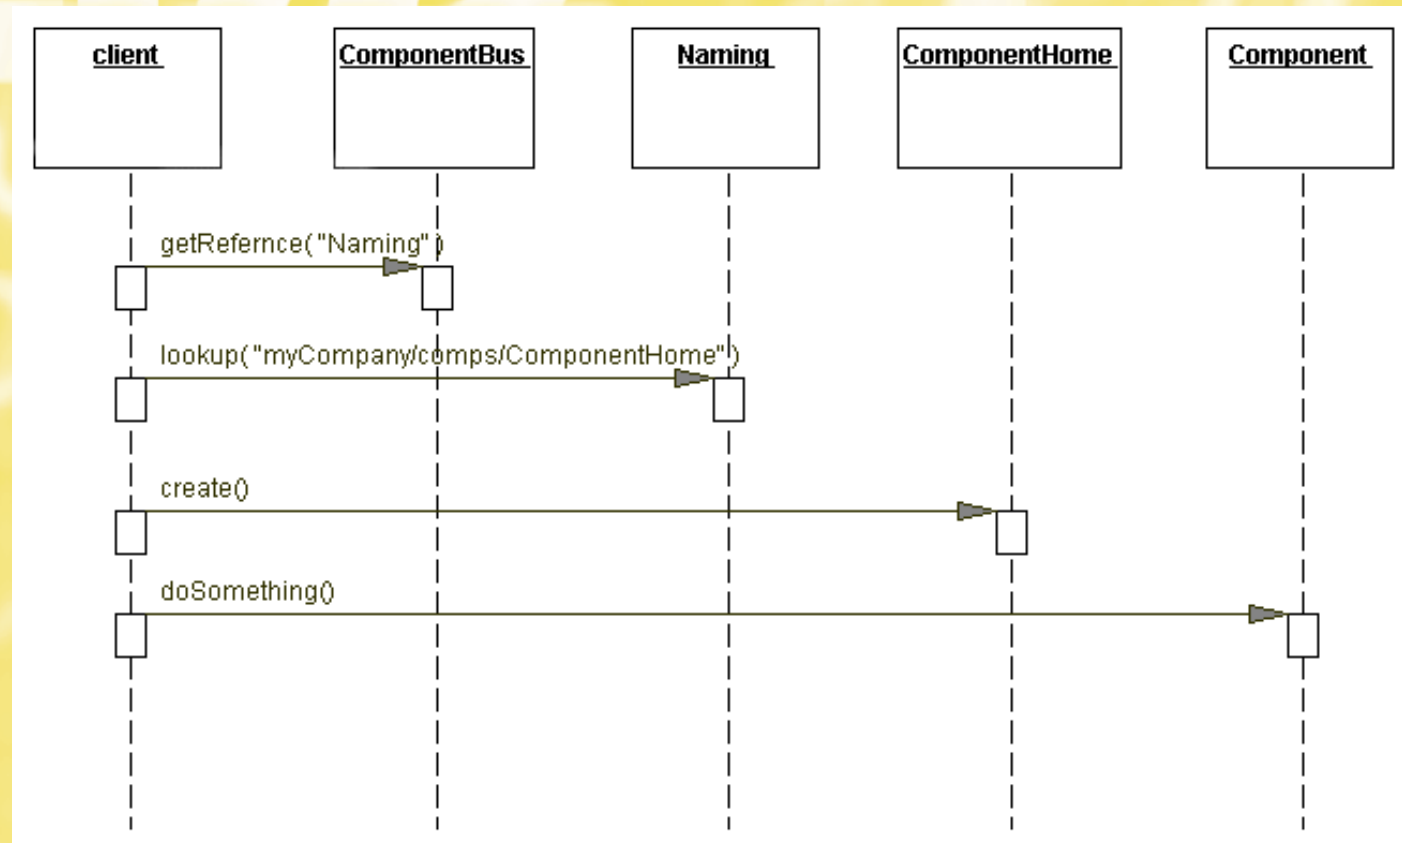 client
ComponentBus
Naming
ComponentHome
Component
getRefernce("Naming")
lookup("myCompany/comps/ComponentHome")
create()
doSomething()